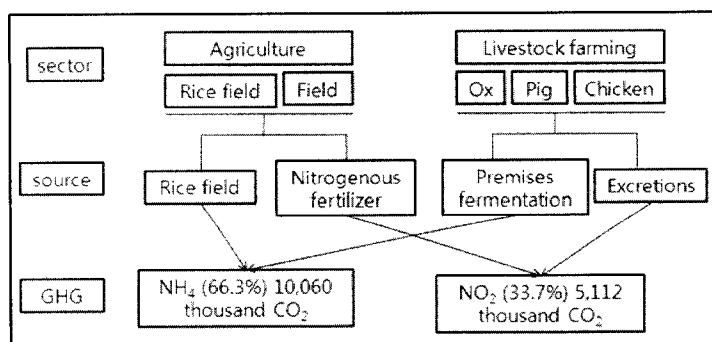 sector
Agriculture
Livestock farming
Rice field
Field
Ox
Pig
Chicken
source
Rice field
Nitrogenous
fertilizer
Premises
fermentation
Excretions
GHG
NH₄ (66.3%) 10,060
thousand CO₂
NO₂ (33.7%) 5,112
thousand CO₂